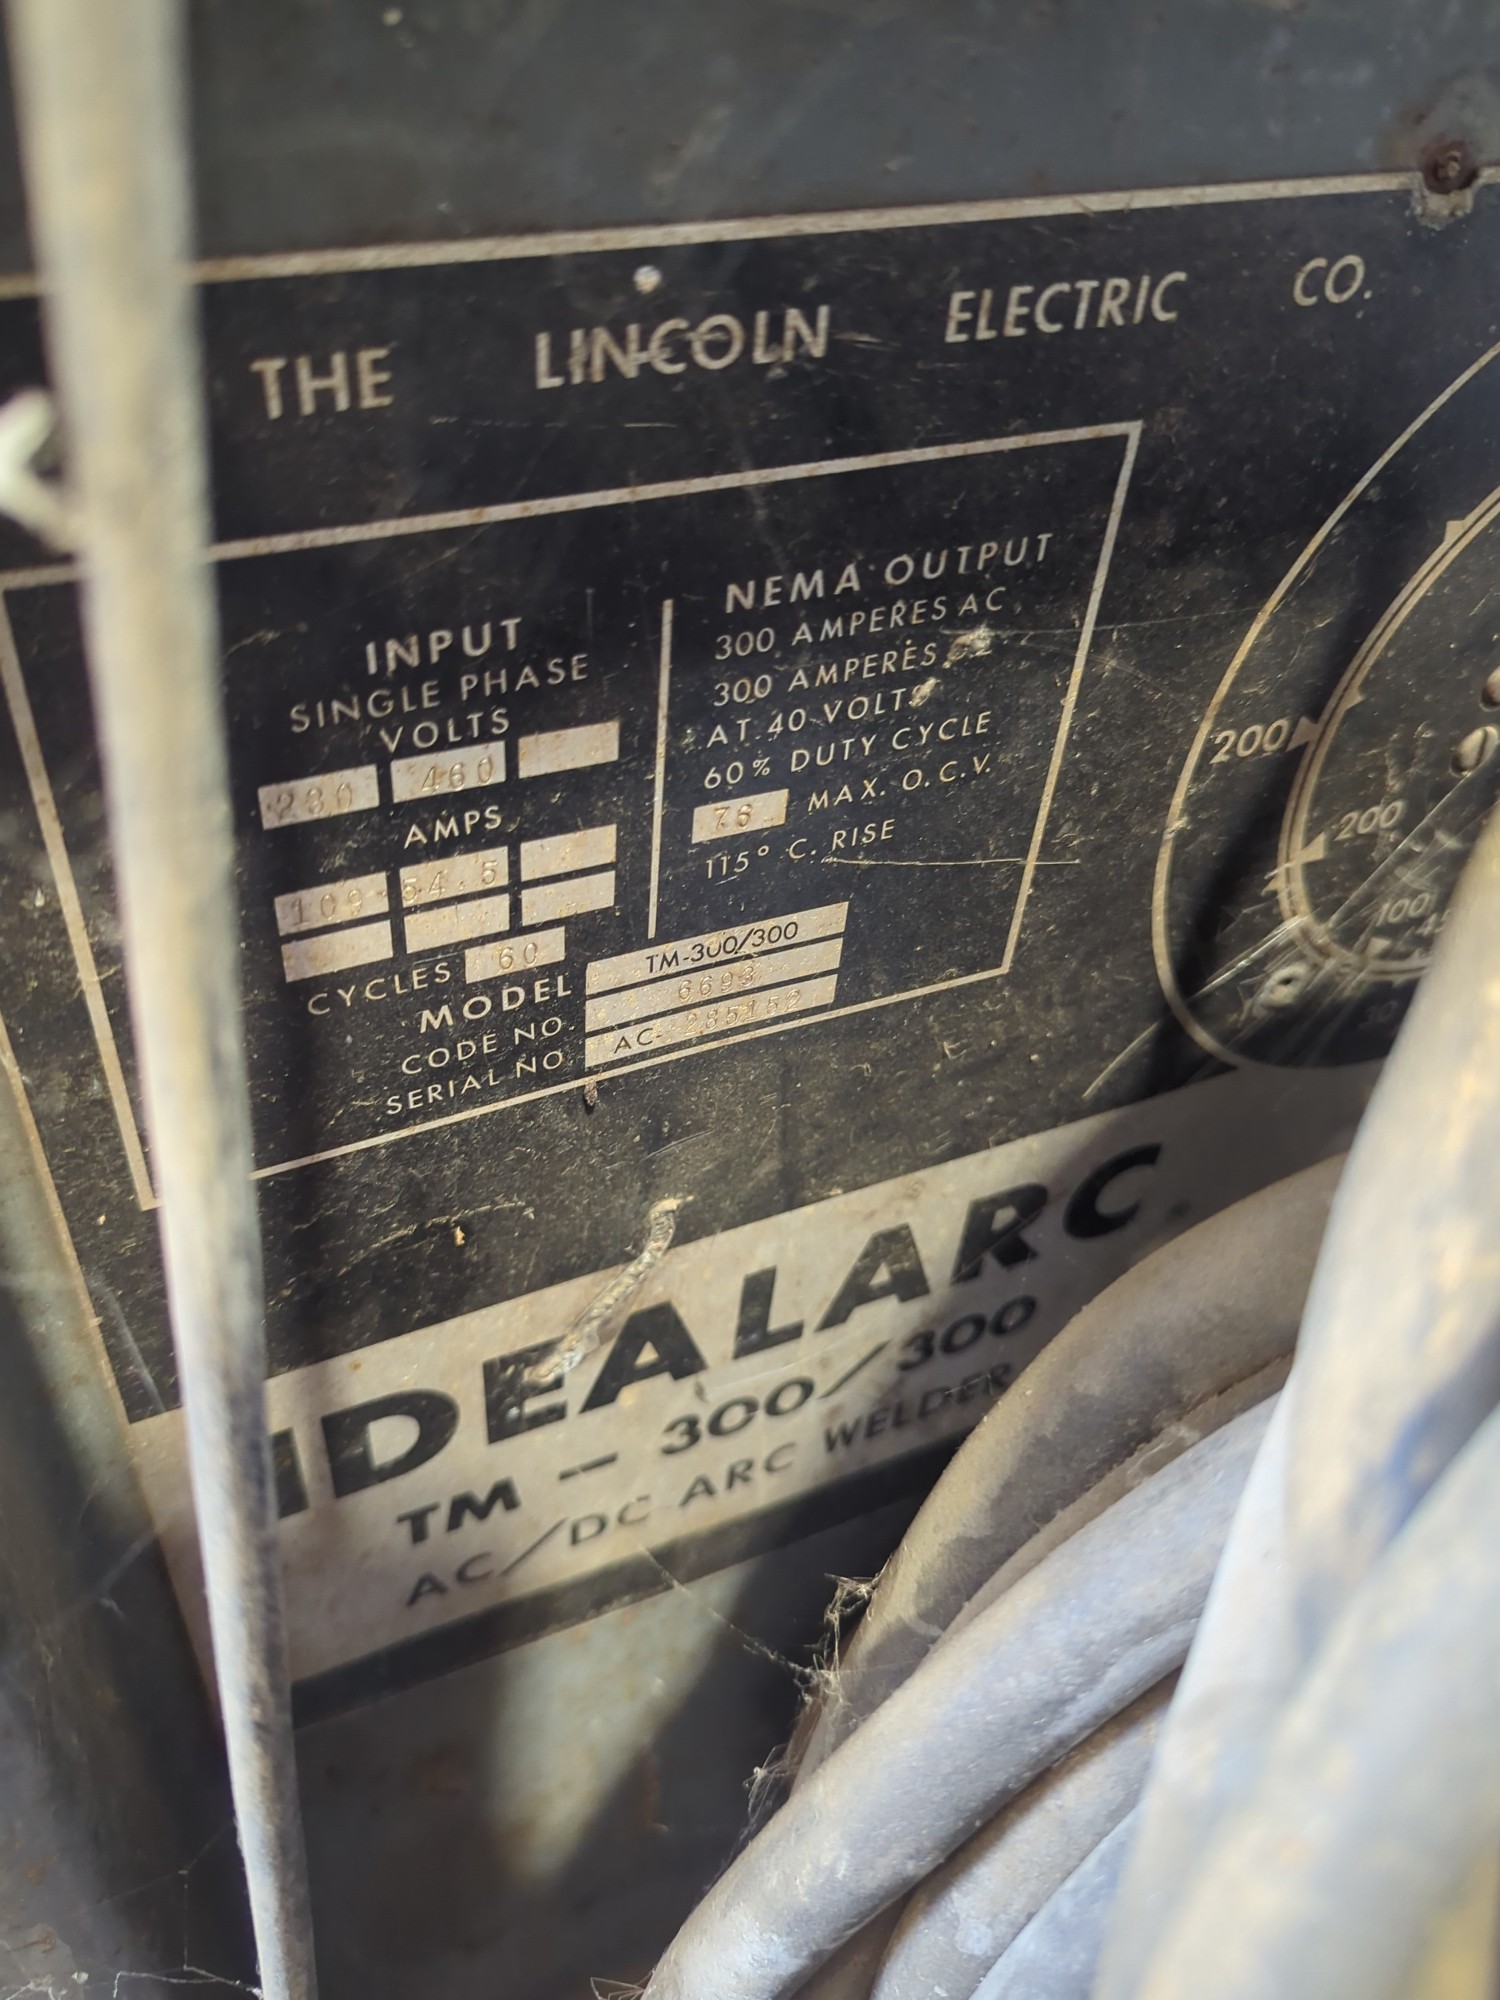 THE LINCOLN ELECTRIC CO.
INPUT
SINGLE PHASE
VOLTS
230 460
AMPS
109 54.5
CYCLES 60
MODEL TM-300/300
CODE NO. 6693
SERIAL NO. AC-285152
NEMA OUTPUT
300 AMPERES AC
300 AMPERES
AT 40 VOLTS
60% DUTY CYCLE
76 MAX. O.C.V.
115° C. RISE
200
200
100
IDEALARC
TM-300/300
AC/DC ARC WELDER